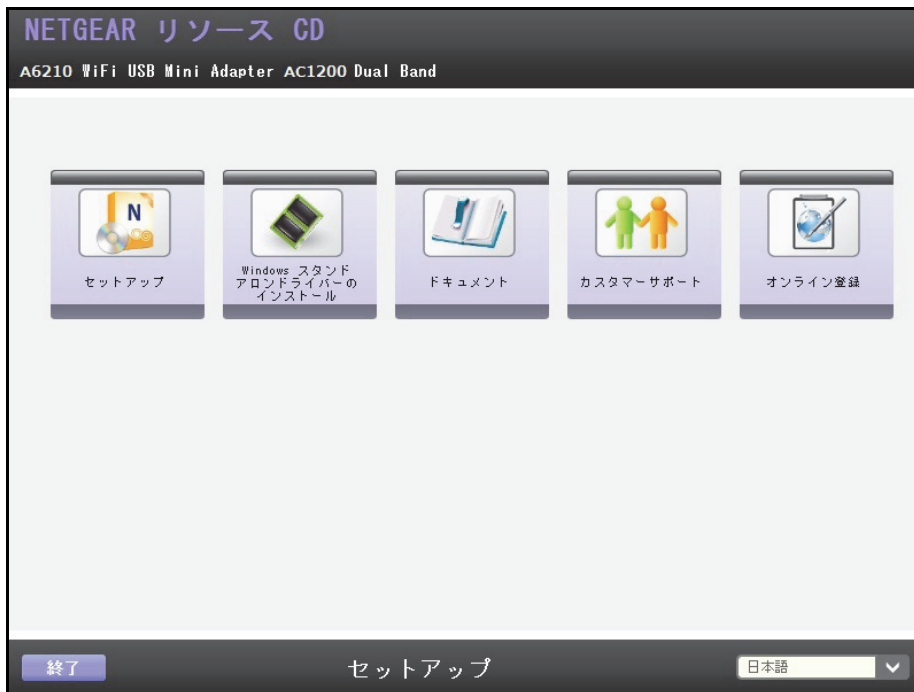 NETGEAR リソース CD
A6210 WiFi USB Mini Adapter AC1200 Dual Band
N
セットアップ
Windows スタンド
アロンドライバーの
インストール
ドキュメント
カスタマーサポート
オンライン登録
終了
セットアップ
日本語